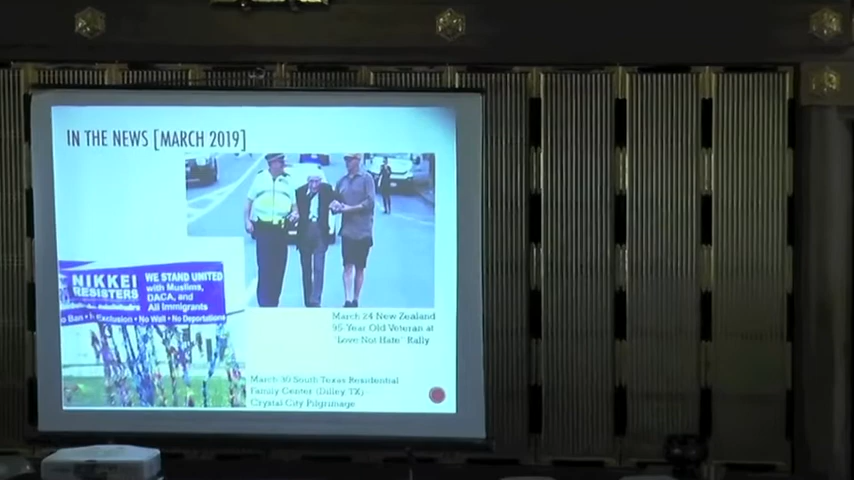 IN THE NEWS [MARCH 2019]
NIKKEI
RESISTERS
WE STAND UNITED
with Muslims,
DACA, and
All Immigrants
o Ban • Exclusion • No Wall • No Deportations
March 24 New Zealand
95-Year Old Veteran at
"Love Not Hate" Rally
March 30 South Texas Residential
Family Center (Dilley, TX)
Crystal City Pilgrimage